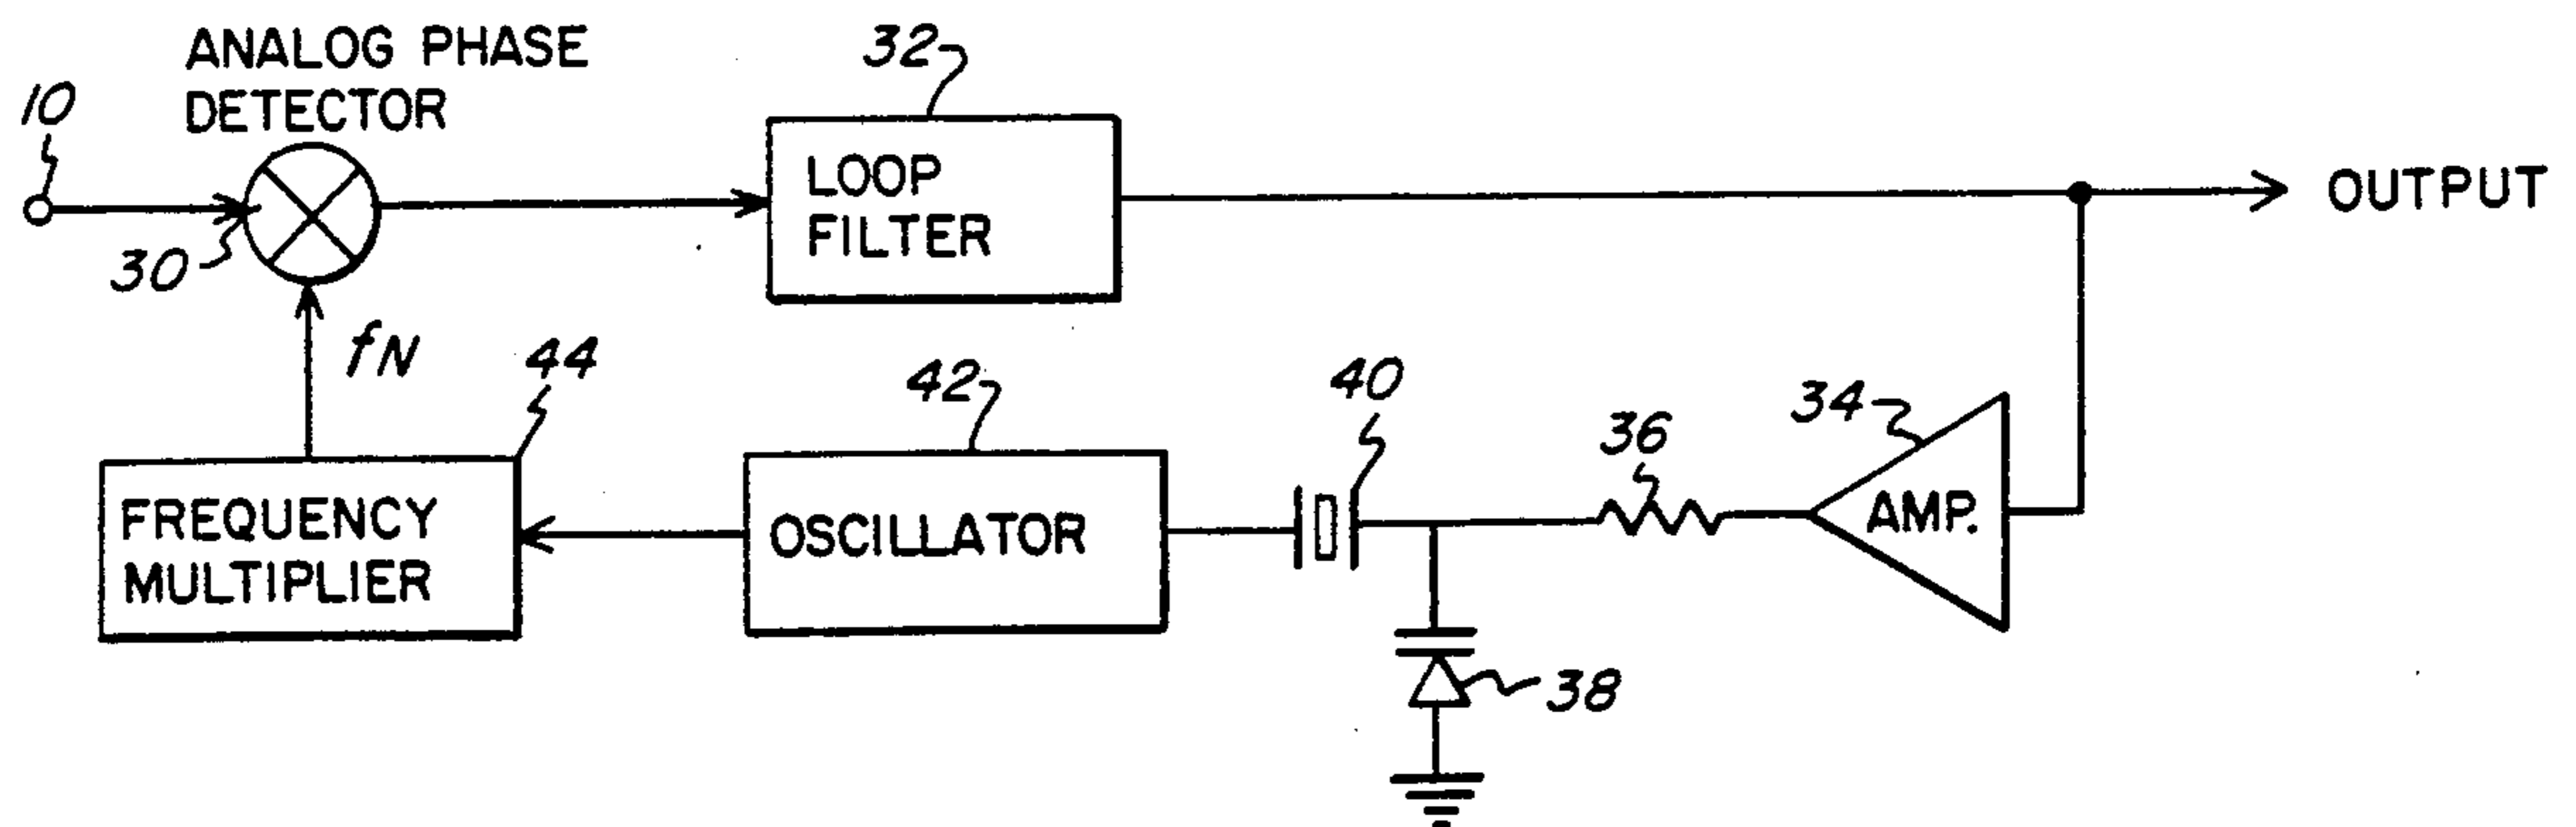 ANALOG PHASE
DETECTOR
10
30
32
LOOP
FILTER
OUTPUT
fN
44
FREQUENCY
MULTIPLIER
42
OSCILLATOR
40
36
34
AMP.
38